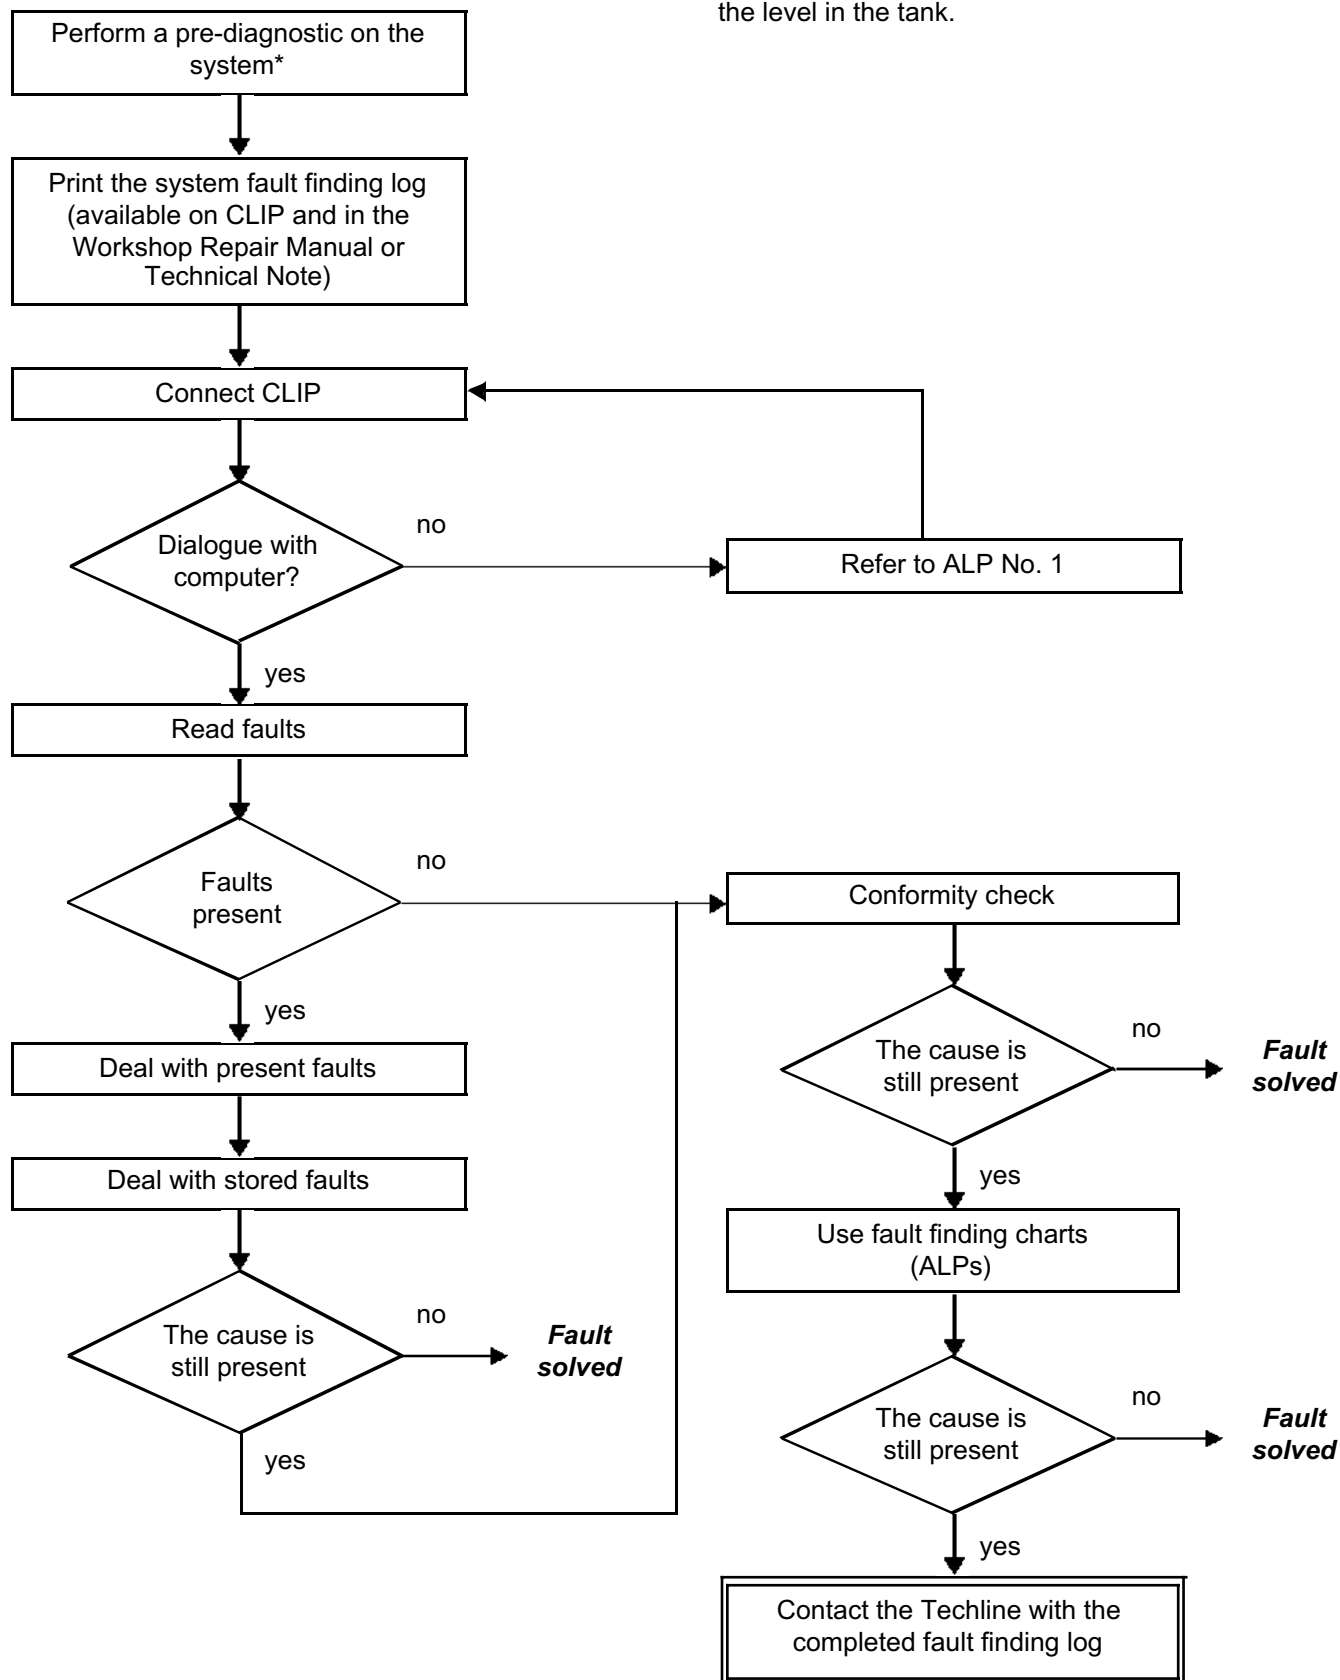 the level in the tank.
Perform a pre-diagnostic on the
system*
Print the system fault finding log
(available on CLIP and in the
Workshop Repair Manual or
Technical Note)
Connect CLIP
Dialogue with
computer?
no
Refer to ALP No. 1
yes
Read faults
Faults
present
no
Conformity check
yes
Deal with present faults
The cause is
still present
no
Fault
solved
Deal with stored faults
yes
Use fault finding charts
(ALPs)
The cause is
still present
no
Fault
solved
yes
The cause is
still present
no
Fault
solved
yes
Contact the Techline with the
completed fault finding log